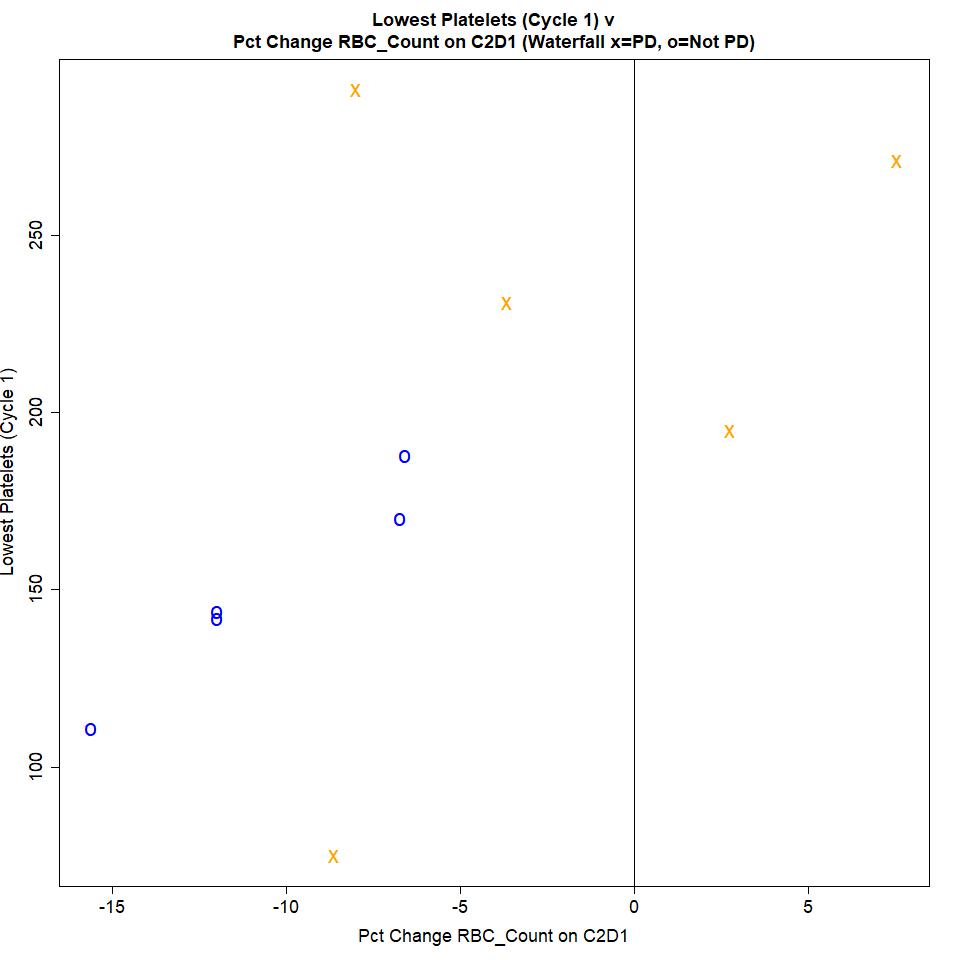 Lowest Platelets (Cycle 1) v
Pct Change RBC_Count on C2D1 (Waterfall x=PD, o=Not PD)
Lowest Platelets (Cycle 1)
250
200
150
100
X
X
X
X
O
O
O
O
O
X
-15
-10
-5
0
5
Pct Change RBC_Count on C2D1